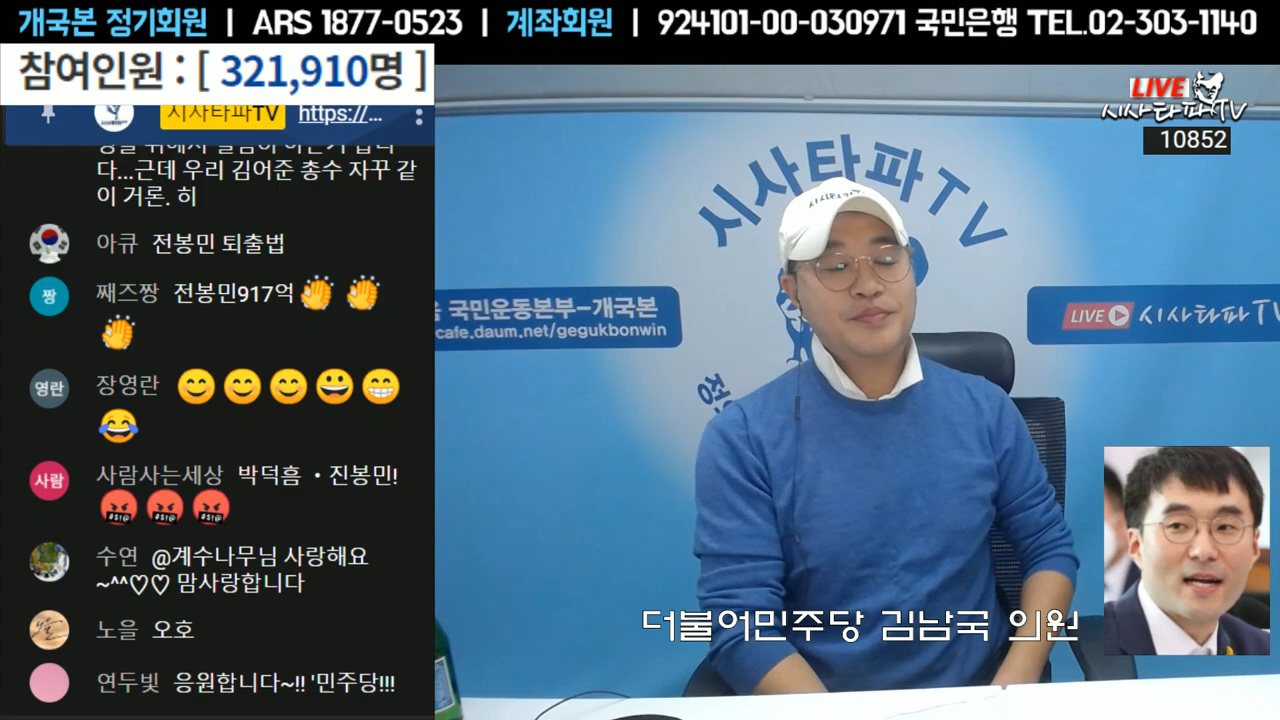 개국본 정기회원 | ARS 1877-0523 | 계좌회원 | 924101-00-030971 국민은행 TEL.02-303-1140
참여인원 : [ 321,910명 ]
시사타파TV https://...
다...근데 우리 김어준 총수 자꾸 같
이 거론. 히
아큐 전봉민 퇴출법
짱 째즈짱 전봉민917억👏 👏
👏
영란 장영란 😊😊😊😀😁
😂
사람 사람사는세상 박덕흠 · 진봉민!
🤬🤬🤬
수연 @계수나무님 사랑해요
~^^♡♡ 맘사랑합니다
노을 오호
연두빛 응원합니다~!! '민주당!!!
LIVE
시사타파TV
10852
시사타파TV
국민운동본부-개국본
cafe.daum.net/gegukbonwin
LIVE 시사타파TV
더불어민주당 김남국 의원